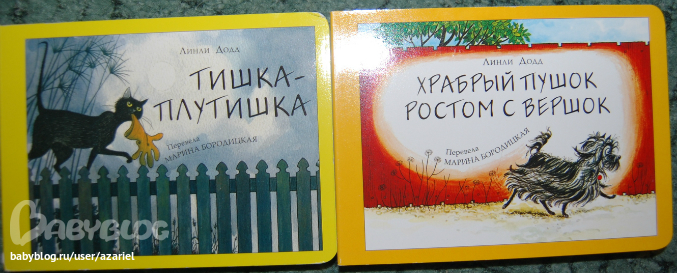 Линли Додд
ТИШКА-
ПЛУТИШКА
Перевела
МАРИНА БОРОДИЦКАЯ
Линли Додд
ХРАБРЫЙ ПУШОК
РОСТОМ С ВЕРШОК
Перевела
МАРИНА БОРОДИЦКАЯ
BABYBLOG
babyblog.ru/user/azariel